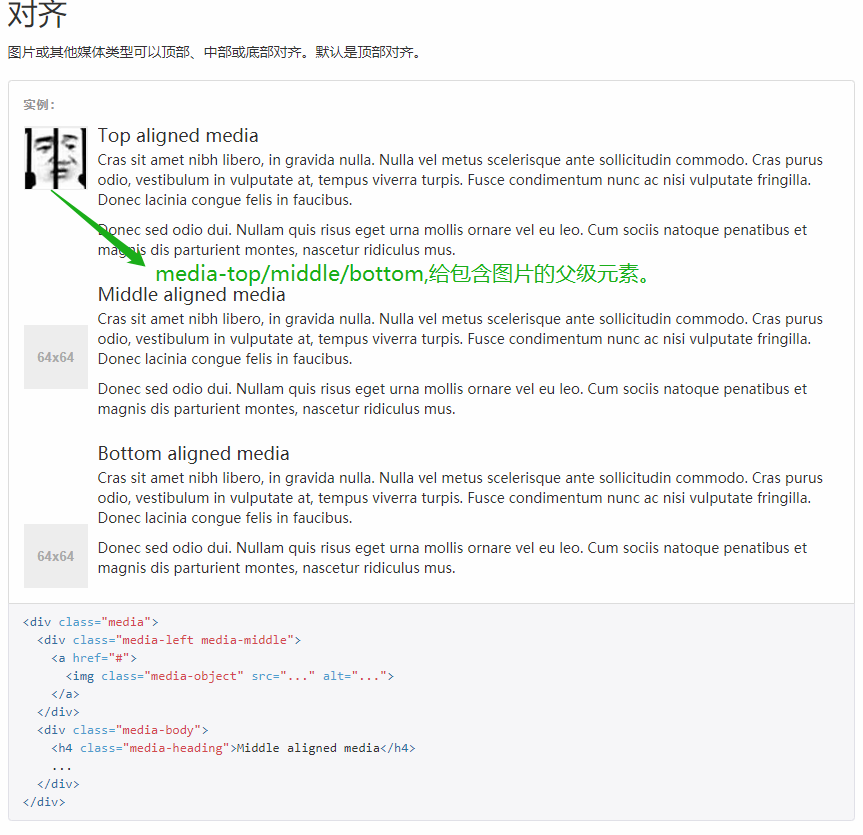 对齐
图片或其他媒体类型可以顶部、中部或底部对齐。默认是顶部对齐。
实例：
Top aligned media
Cras sit amet nibh libero, in gravida nulla. Nulla vel metus scelerisque ante sollicitudin commodo. Cras purus
odio, vestibulum in vulputate at, tempus viverra turpis. Fusce condimentum nunc ac nisi vulputate fringilla.
Donec lacinia congue felis in faucibus.
Donec sed odio dui. Nullam quis risus eget urna mollis ornare vel eu leo. Cum sociis natoque penatibus et
magnis dis parturient montes, nascetur ridiculus mus.
media-top/middle/bottom,给包含图片的父级元素。
Middle aligned media
Cras sit amet nibh libero, in gravida nulla. Nulla vel metus scelerisque ante sollicitudin commodo. Cras purus
odio, vestibulum in vulputate at, tempus viverra turpis. Fusce condimentum nunc ac nisi vulputate fringilla.
64x64
Donec lacinia congue felis in faucibus.
Donec sed odio dui. Nullam quis risus eget urna mollis ornare vel eu leo. Cum sociis natoque penatibus et
magnis dis parturient montes, nascetur ridiculus mus.
Bottom aligned media
Cras sit amet nibh libero, in gravida nulla. Nulla vel metus scelerisque ante sollicitudin commodo. Cras purus
odio, vestibulum in vulputate at, tempus viverra turpis. Fusce condimentum nunc ac nisi vulputate fringilla.
Donec lacinia congue felis in faucibus.
64x64
Donec sed odio dui. Nullam quis risus eget urna mollis ornare vel eu leo. Cum sociis natoque penatibus et
magnis dis parturient montes, nascetur ridiculus mus.
<div class="media">
  <div class="media-left media-middle">
    <a href="#">
      <img class="media-object" src="..." alt="...">
    </a>
  </div>
  <div class="media-body">
    <h4 class="media-heading">Middle aligned media</h4>
    ...
  </div>
</div>